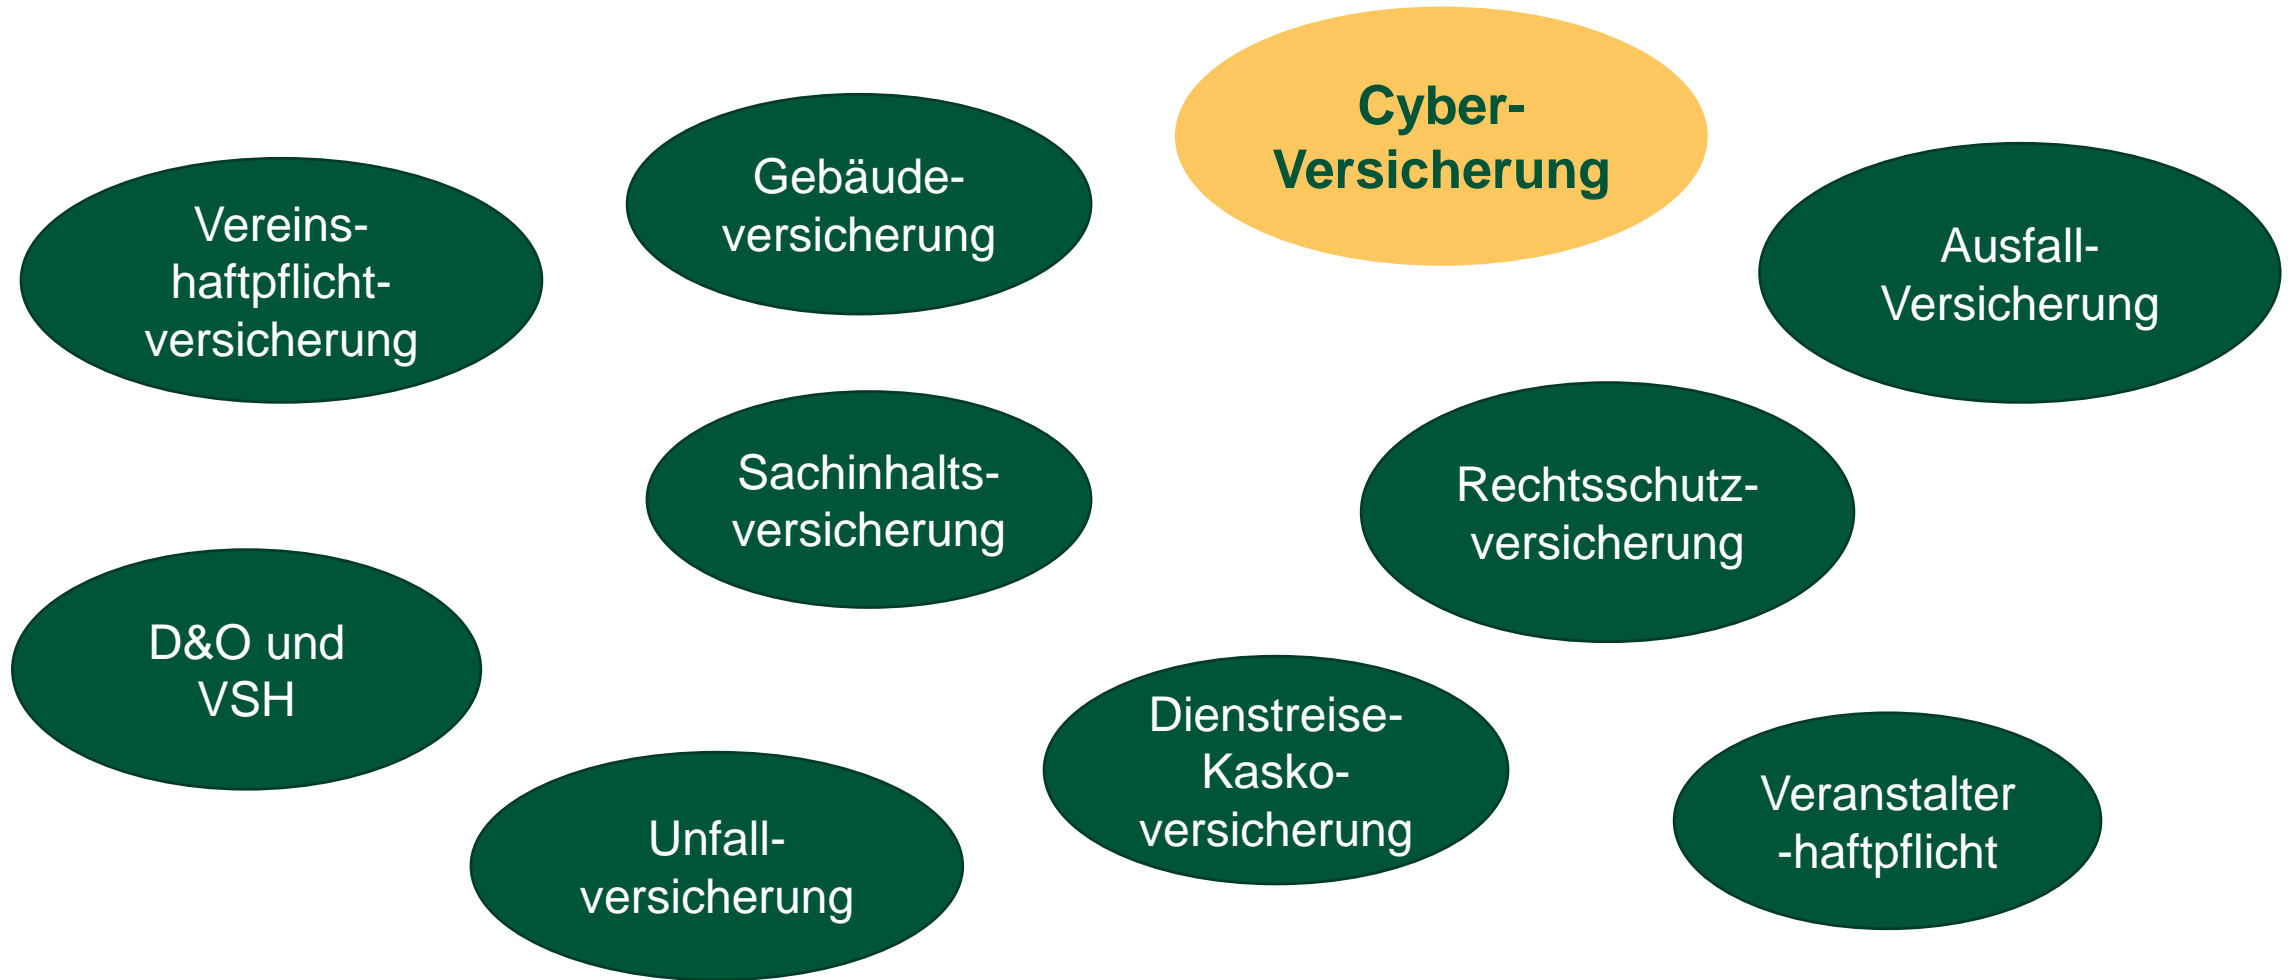 Cyber-
Versicherung
Gebäude-
versicherung
Vereins-
haftpflicht-
versicherung
Ausfall-
Versicherung
Sachinhalts-
versicherung
Rechtsschutz-
versicherung
D&O und
VSH
Dienstreise-
Kasko-
versicherung
Veranstalter
-haftpflicht
Unfall-
versicherung